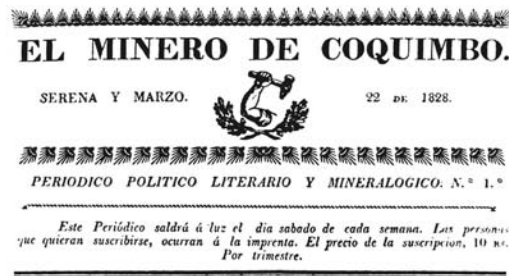 EL MINERO DE COQUIMBO.
SERENA Y MARZO. 22 DE 1828.
PERIODICO POLITICO LITERARIO Y MINERALOGICO. N.° 1.°
Este Periódico saldrá á luz el dia sabado de cada semana. Las personas
que quieran suscribirse, ocurran á la imprenta. El precio de la suscripcion, 10 rs.
Por trimestre.